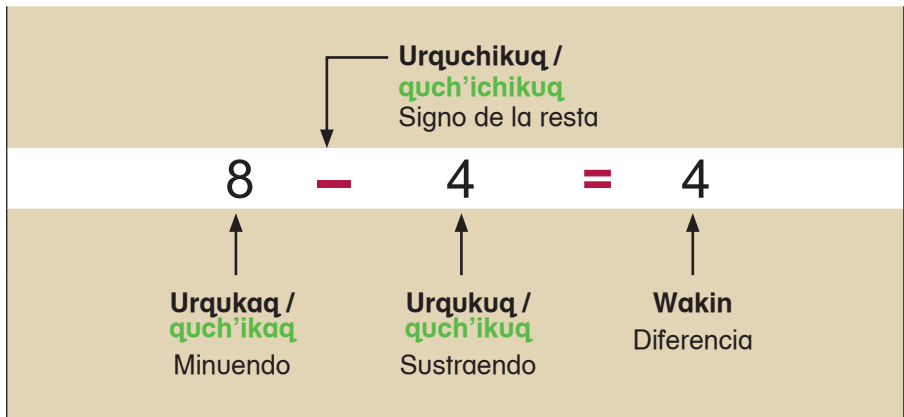 Urquchikuq /
quch’ichikuq
Signo de la resta
8 – 4 = 4
Urqukaq /
quch’ikaq
Minuendo
Urqukuq /
quch’ikuq
Sustraendo
Wakin
Diferencia